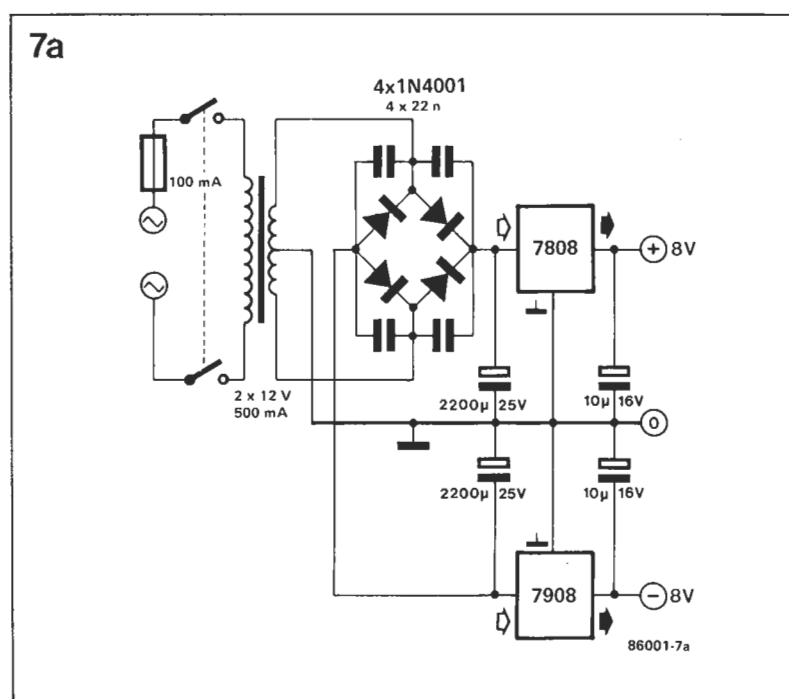 7a
4x1N4001
4 x 22 n
100 mA
2 x 12 V
500 mA
7808
+
8V
2200µ 25V
10µ 16V
0
2200µ 25V
10µ 16V
7908
−
8V
86001-7a